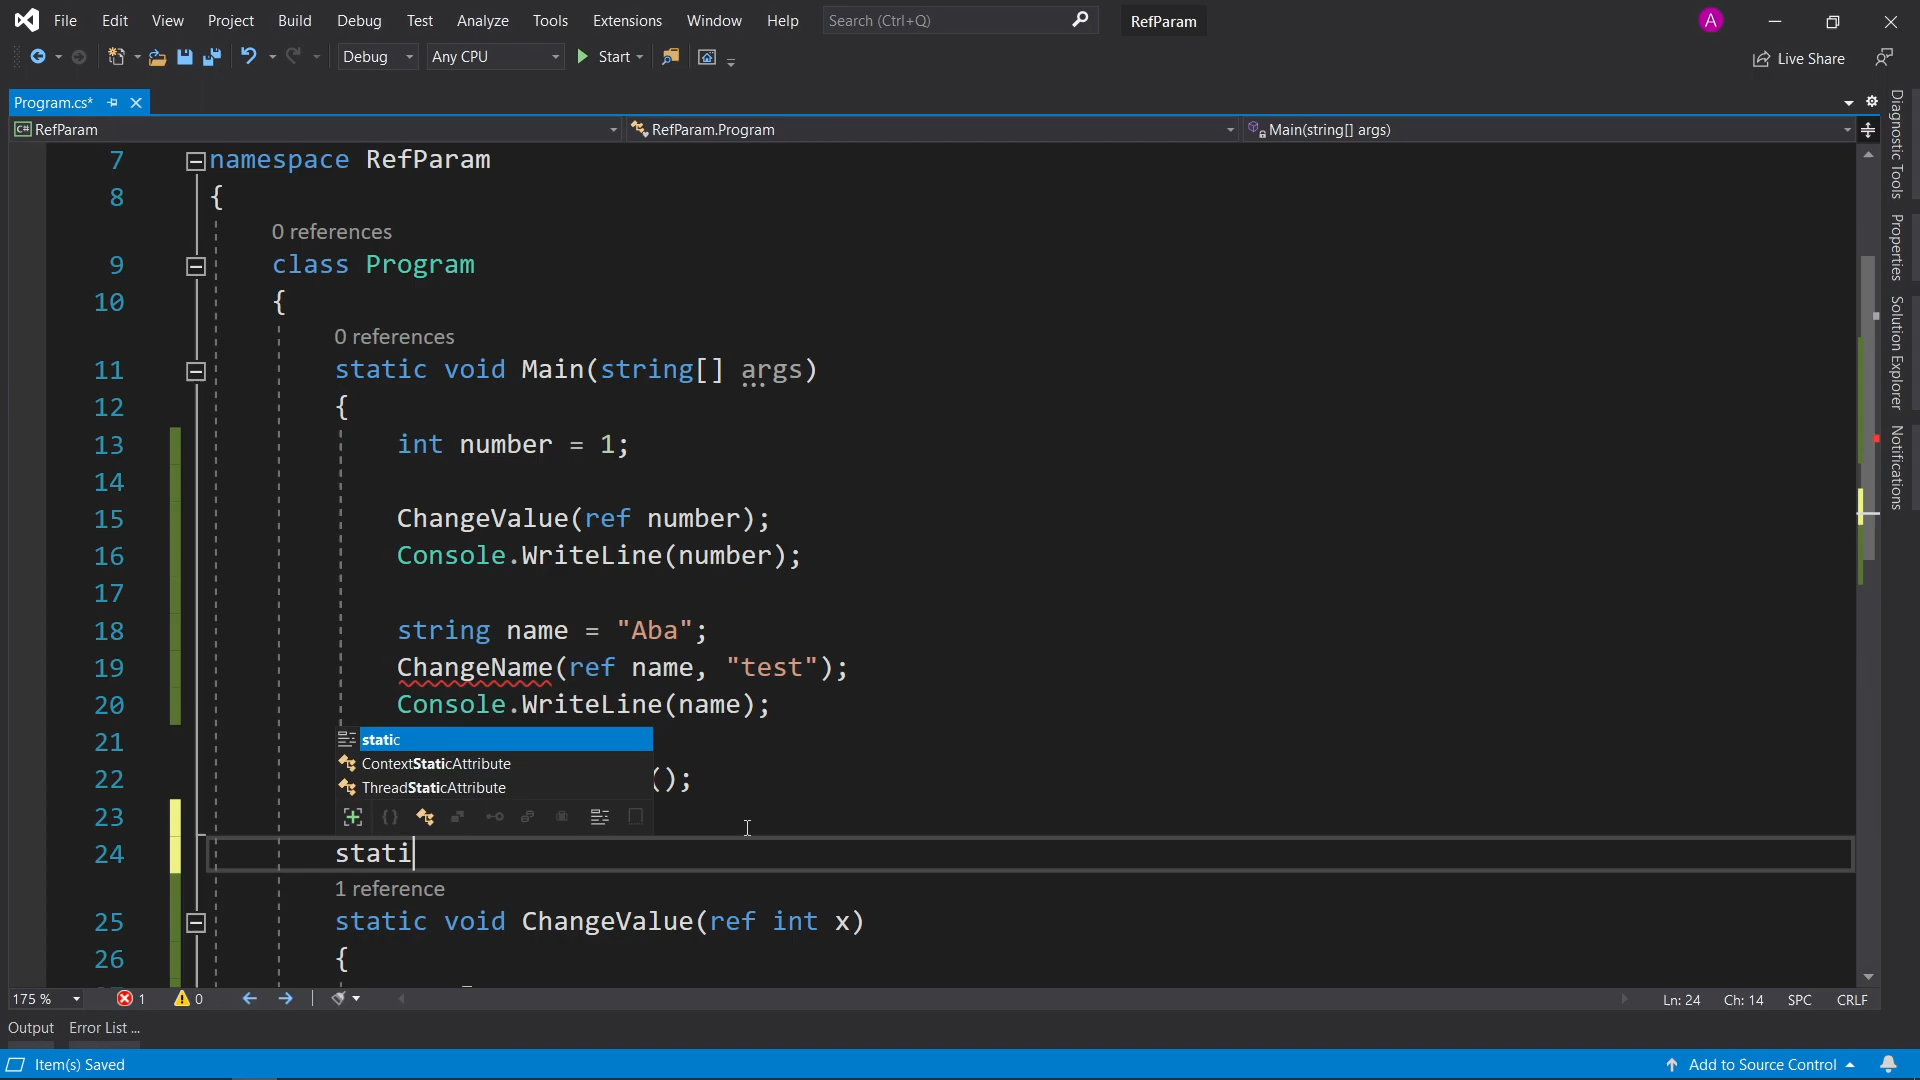 File Edit View Project Build Debug Test Analyze Tools Extensions Window Help Search (Ctrl+Q) RefParam A
Debug Any CPU Start Live Share
Program.cs*
C# RefParam RefParam.Program Main(string[] args)
7 namespace RefParam
8 {
0 references
9 class Program
10 {
0 references
11 static void Main(string[] args)
12 {
13 int number = 1;
14
15 ChangeValue(ref number);
16 Console.WriteLine(number);
17
18 string name = "Aba";
19 ChangeName(ref name, "test");
20 Console.WriteLine(name);
21
static
ContextStaticAttribute
22 ();
ThreadStaticAttribute
23
24 stati
1 reference
25 static void ChangeValue(ref int x)
26 {
175 % 1 0 Ln: 24 Ch: 14 SPC CRLF
Output Error List ...
Item(s) Saved Add to Source Control
Diagnostic Tools
Properties
Solution Explorer
Notifications